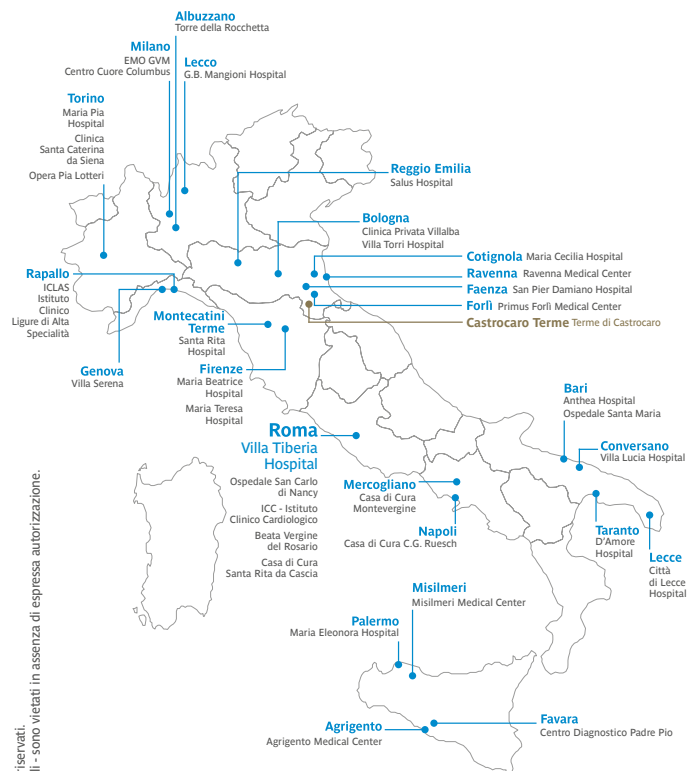 Albuzzano
Torre della Rocchetta
Milano
EMO GVM
Centro Cuore Columbus
Lecco
G.B. Mangioni Hospital
Torino
Maria Pia
Hospital
Clinica
Santa Caterina
da Siena
Opera Pia Lotteri
Reggio Emilia
Salus Hospital
Bologna
Clinica Privata Villalba
Villa Torri Hospital
Cotignola Maria Cecilia Hospital
Ravenna Ravenna Medical Center
Faenza San Pier Damiano Hospital
Forlì Primus Forlì Medical Center
Castrocaro Terme Terme di Castrocaro
Rapallo
ICLAS
Istituto
Clinico
Ligure di Alta
Specialità
Genova
Villa Serena
Montecatini
Terme
Santa Rita
Hospital
Firenze
Maria Beatrice
Hospital
Maria Teresa
Hospital
Roma
Villa Tiberia
Hospital
Ospedale San Carlo
di Nancy
ICC - Istituto
Clinico Cardiologico
Beata Vergine
del Rosario
Casa di Cura
Santa Rita da Cascia
Mercogliano
Casa di Cura
Montevergine
Napoli
Casa di Cura C.G. Ruesch
Bari
Anthea Hospital
Ospedale Santa Maria
Conversano
Villa Lucia Hospital
Taranto
D'Amore
Hospital
Lecce
Città
di Lecce
Hospital
Misilmeri
Misilmeri Medical Center
Palermo
Maria Eleonora Hospital
Agrigento
Agrigento Medical Center
Favara
Centro Diagnostico Padre Pio
riservati.
li - sono vietati in assenza di espressa autorizzazione.